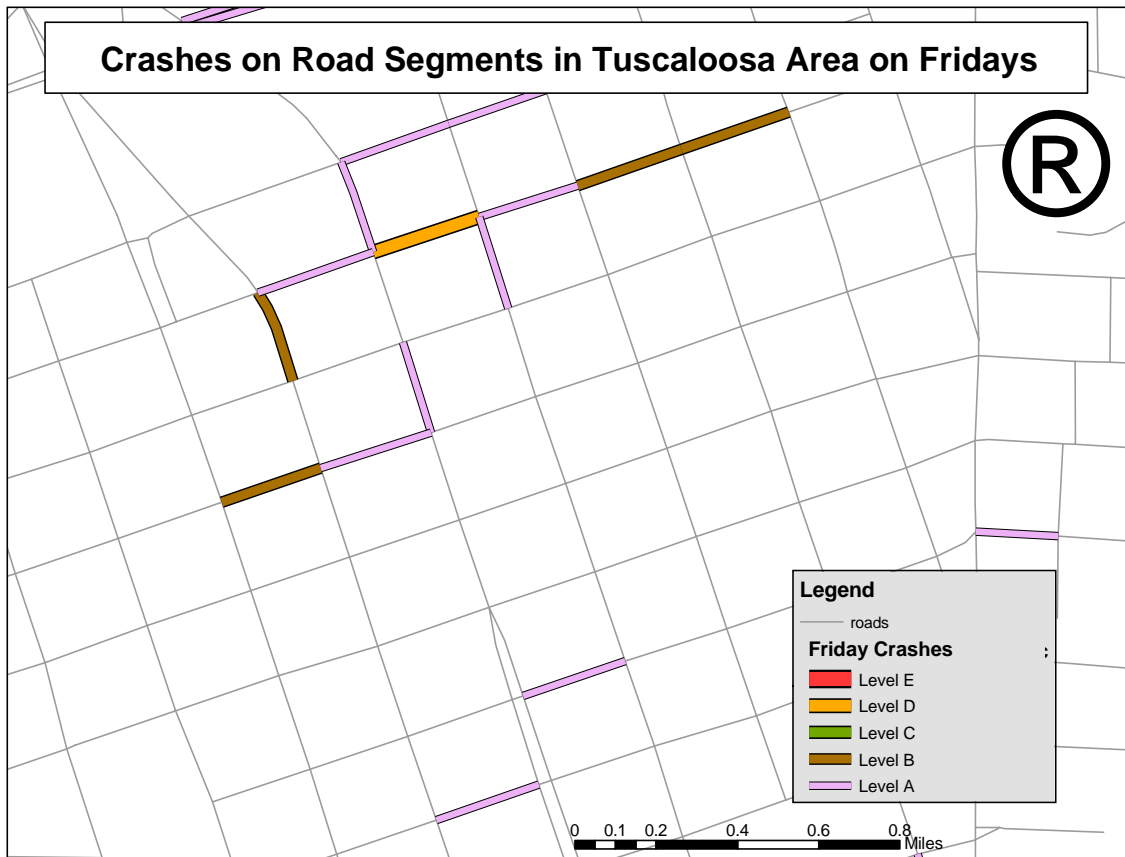 Crashes on Road Segments in Tuscaloosa Area on Fridays
®
Legend
roads
Friday Crashes
Level E
Level D
Level C
Level B
Level A
0 0.1 0.2 0.4 0.6 0.8
Miles